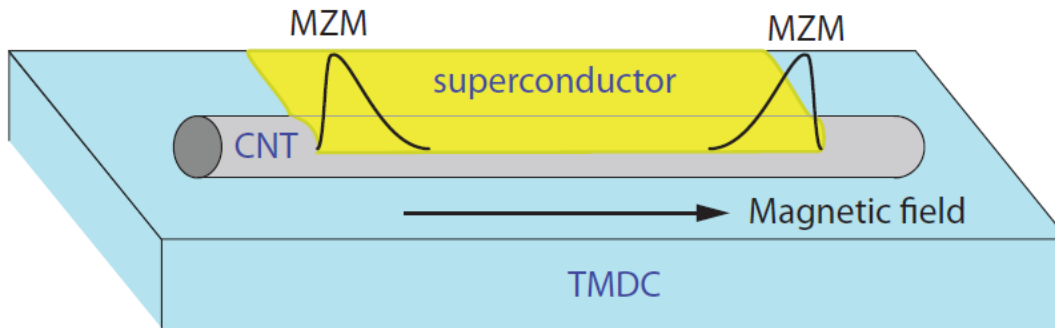 MZM
MZM
superconductor
CNT
Magnetic field
TMDC